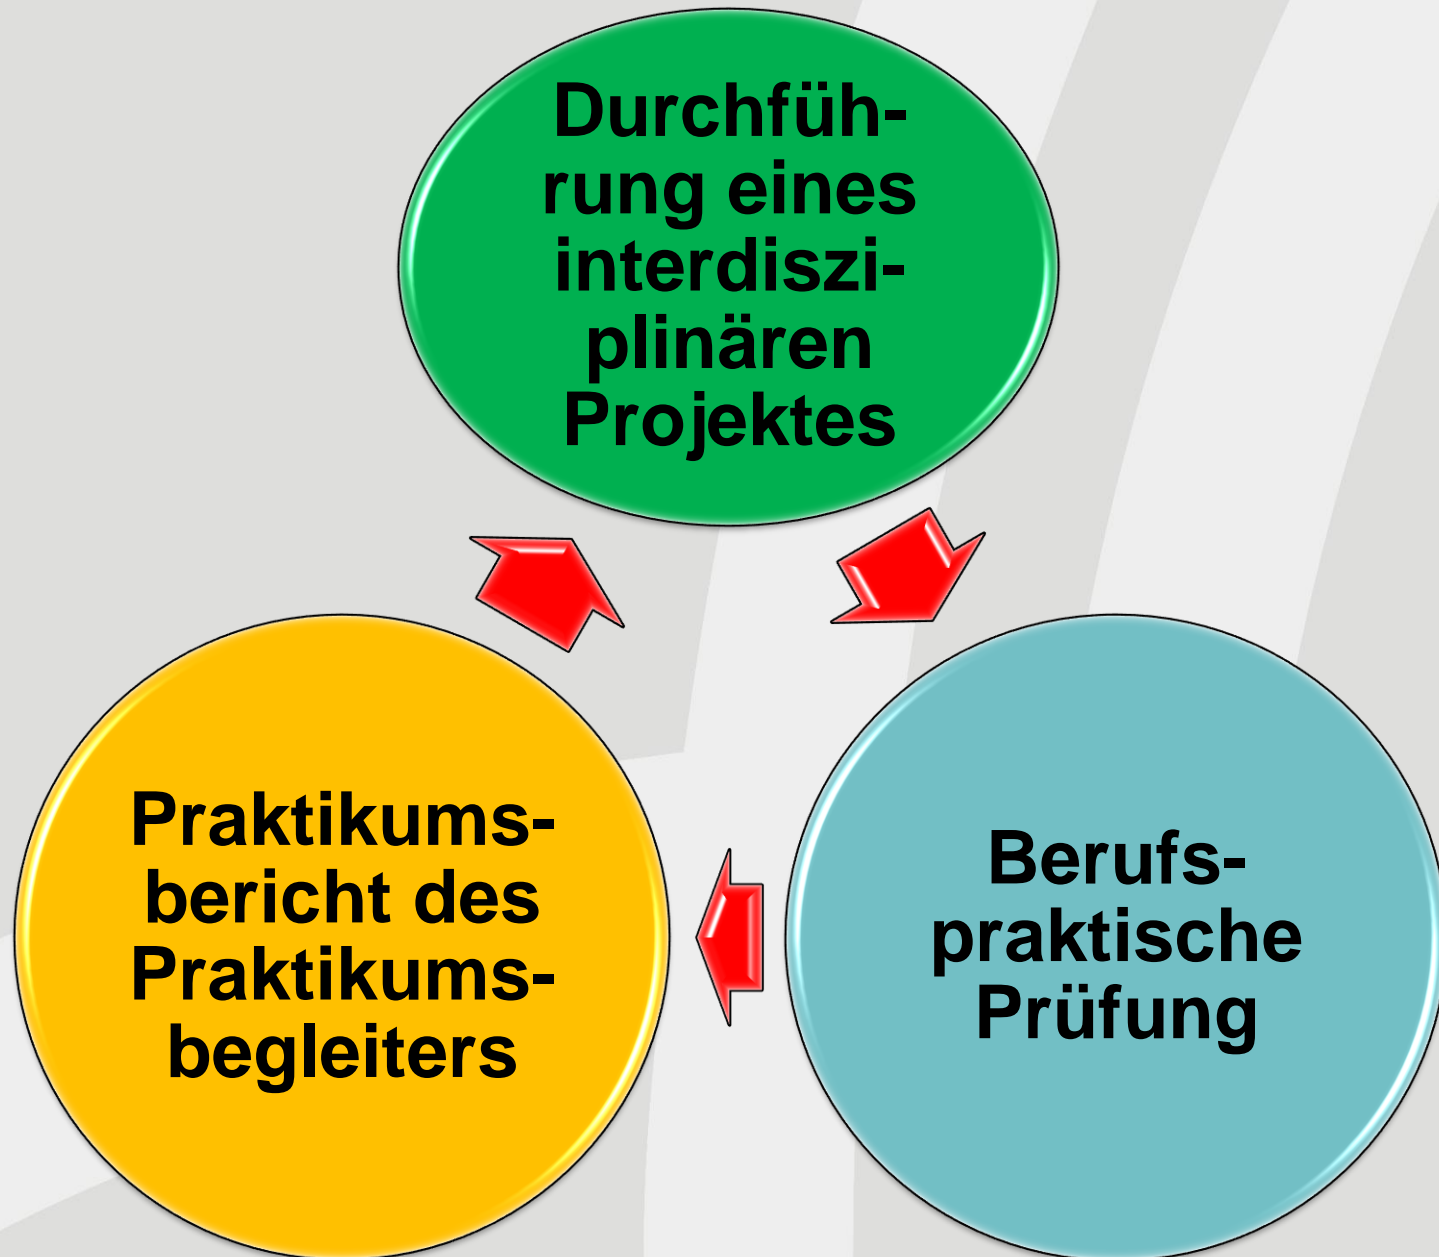 Durchfüh-
rung eines
interdiszi-
plinären
Projektes
Praktikums-
bericht des
Praktikums-
begleiters
Berufs-
praktische
Prüfung